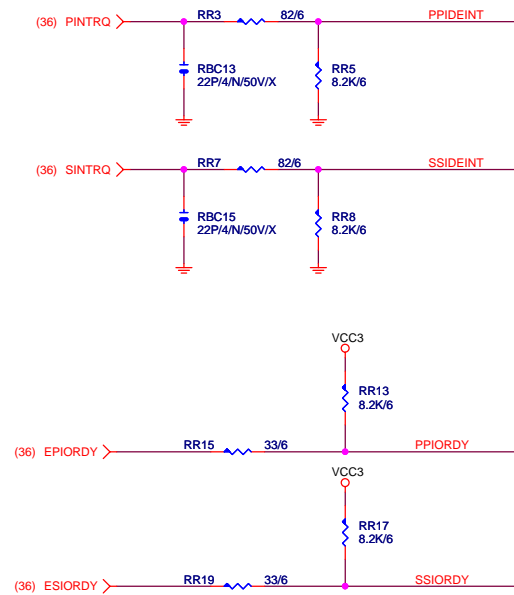 (36) PINTRQ RR3 82/6 PPIDEINT
RBC13
22P/4/N/50V/X
RR5
8.2K/6
(36) SINTRQ RR7 82/6 SSIDEINT
RBC15
22P/4/N/50V/X
RR8
8.2K/6
VCC3
RR13
8.2K/6
(36) EPIORDY RR15 33/6 PPIORDY
VCC3
RR17
8.2K/6
(36) ESIORDY RR19 33/6 SSIORDY